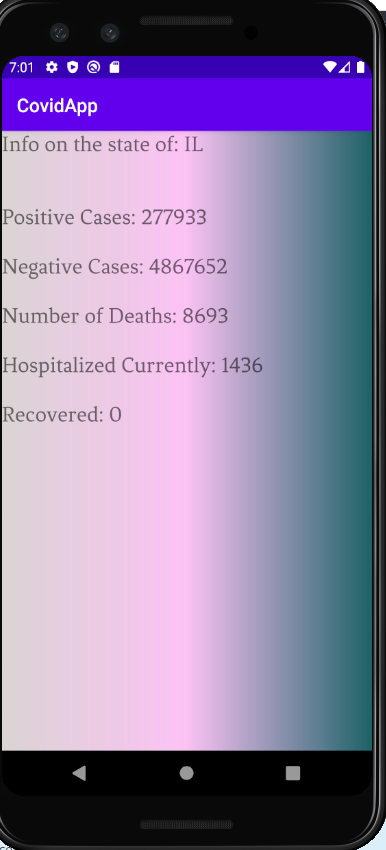 7:01
CovidApp
Info on the state of: IL
Positive Cases: 277933
Negative Cases: 4867652
Number of Deaths: 8693
Hospitalized Currently: 1436
Recovered: 0